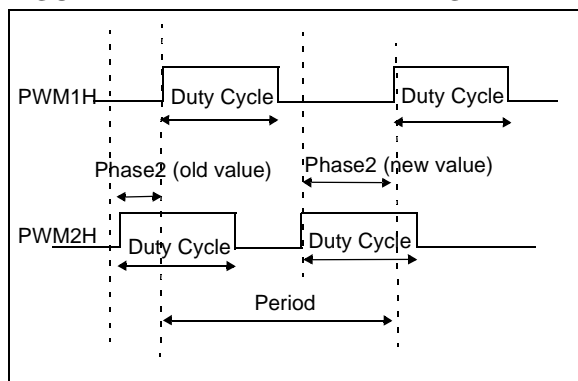 PWM1H
Duty Cycle
Duty Cycle
Phase2 (old value)
Phase2 (new value)
PWM2H
Duty Cycle
Duty Cycle
Period